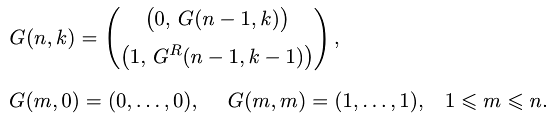 G(n, k) = ( (0, G(n − 1, k)) (1, G^R(n − 1, k − 1)) ),
G(m, 0) = (0, . . . , 0), G(m, m) = (1, . . . , 1), 1 ⩽ m ⩽ n.